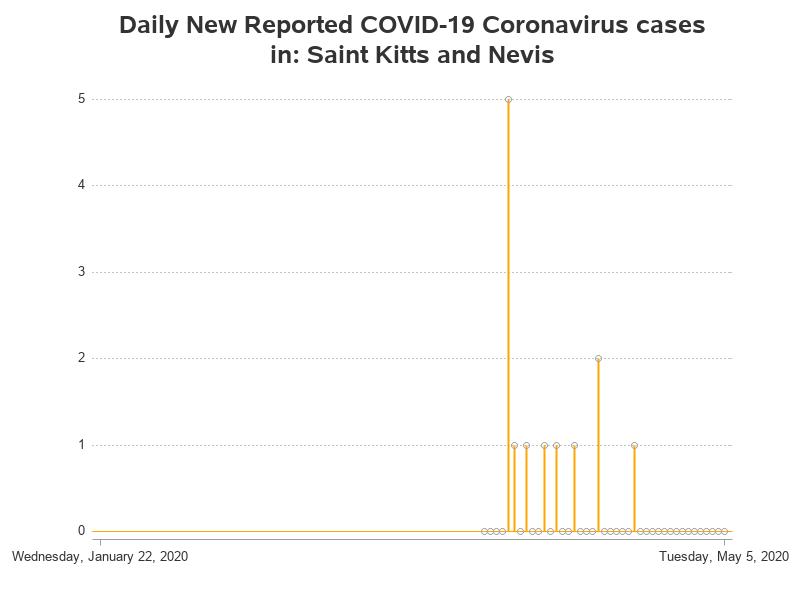 Daily New Reported COVID-19 Coronavirus cases
in: Saint Kitts and Nevis
5
4
3
2
1
0
Wednesday, January 22, 2020
Tuesday, May 5, 2020